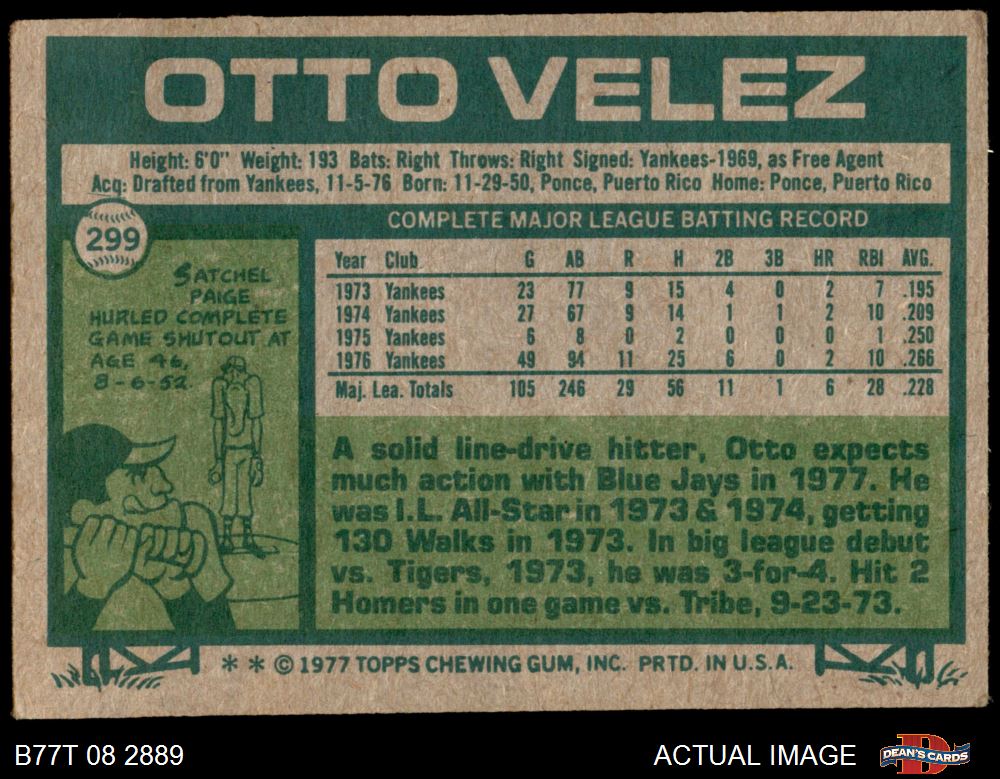 OTTO VELEZ
Height: 6'0" Weight: 193 Bats: Right Throws: Right Signed: Yankees-1969, as Free Agent
Acq: Drafted from Yankees, 11-5-76 Born: 11-29-50, Ponce, Puerto Rico Home: Ponce, Puerto Rico
299
SATCHEL
PAIGE
HURLED COMPLETE
GAME SHUTOUT AT
AGE 46,
8-6-52
COMPLETE MAJOR LEAGUE BATTING RECORD
Year Club G AB R H 2B 3B HR RBI AVG.
1973 Yankees 23 77 9 15 4 0 2 7 .195
1974 Yankees 27 67 9 14 1 1 2 10 .209
1975 Yankees 6 8 0 2 0 0 0 1 .250
1976 Yankees 49 94 11 25 6 0 2 10 .266
Maj. Lea. Totals 105 246 29 56 11 1 6 28 .228
A solid line-drive hitter, Otto expects
much action with Blue Jays in 1977. He
was I.L. All-Star in 1973 & 1974, getting
130 Walks in 1973. In big league debut
vs. Tigers, 1973, he was 3-for-4. Hit 2
Homers in one game vs. Tribe, 9-23-73.
* * © 1977 TOPPS CHEWING GUM, INC. PRTD. IN U.S.A.
B77T 08 2889 ACTUAL IMAGE D DEAN'S CARDS